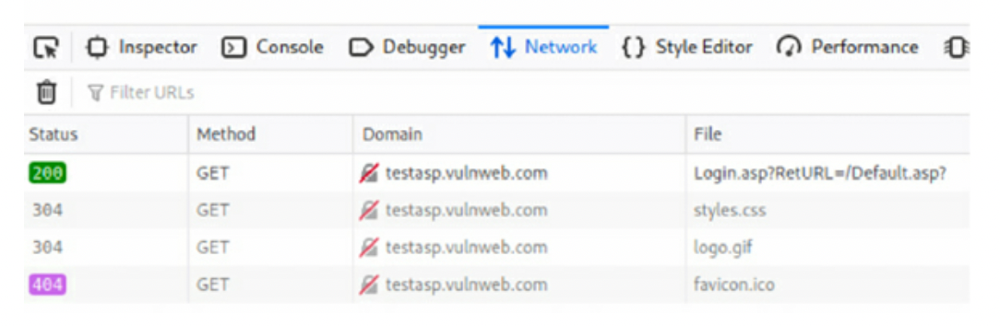 Inspector Console Debugger Network {} Style Editor Performance
Filter URLs
Status Method Domain File
200 GET testasp.vulnweb.com Login.asp?RetURL=/Default.asp?
304 GET testasp.vulnweb.com styles.css
304 GET testasp.vulnweb.com logo.gif
404 GET testasp.vulnweb.com favicon.ico